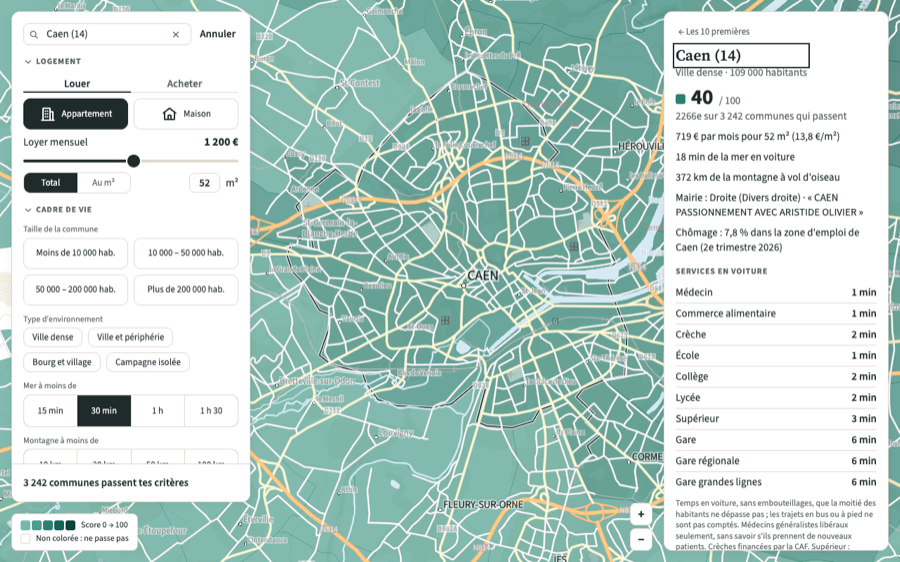 Caen (14)
Annuler
LOGEMENT
Louer
Acheter
Appartement
Maison
Loyer mensuel
1 200 €
Total
Au m²
52
m²
CADRE DE VIE
Taille de la commune
Moins de 10 000 hab.
10 000 – 50 000 hab.
50 000 – 200 000 hab.
Plus de 200 000 hab.
Type d'environnement
Ville dense
Ville et périphérie
Bourg et village
Campagne isolée
Mer à moins de
15 min
30 min
1 h
1 h 30
Montagne à moins de
3 242 communes passent tes critères
Score 0 → 100
Non colorée : ne passe pas
CAEN
FLEURY-SUR-ORNE
Louvigny
+
−
← Les 10 premières
Caen (14)
Ville dense · 109 000 habitants
40 / 100
2266e sur 3 242 communes qui passent
719 € par mois pour 52 m² (13,8 €/m²)
18 min de la mer en voiture
372 km de la montagne à vol d'oiseau
Mairie : Droite (Divers droite) · « CAEN
PASSIONNEMENT AVEC ARISTIDE OLIVIER »
Chômage : 7,8 % dans la zone d'emploi de
Caen (2e trimestre 2026)
SERVICES EN VOITURE
Médecin 1 min
Commerce alimentaire 1 min
Crèche 2 min
École 1 min
Collège 2 min
Lycée 2 min
Supérieur 3 min
Gare 6 min
Gare régionale 6 min
Gare grandes lignes 6 min
Temps en voiture, sans embouteillages, que la moitié des
habitants ne dépasse pas ; les trajets en bus ou à pied ne
sont pas comptés. Médecins généralistes libéraux
seulement, sans savoir s'ils prennent de nouveaux
patients. Crèches financées par la CAF. Supérieur :